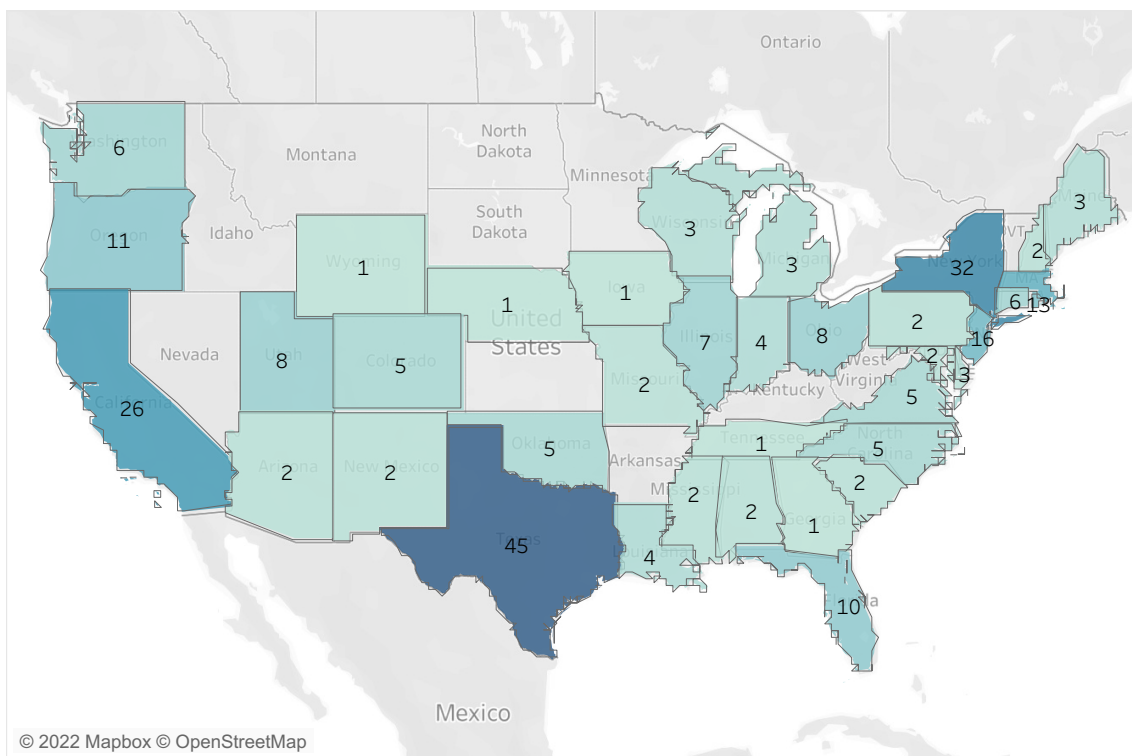 Ontario
Washington
6
North
Dakota
Montana
Minnesota
Maine
3
South
Dakota
Wisconsin
3
VT
2
Oregon
11
Idaho
Wyoming
1
Michigan
3
New York
32
MA
Iowa
1
1
6
13
United
States
Nevada
Utah
8
Colorado
5
Illinois
7
4
Ohio
8
2
16
2
West
Virginia
3
Missouri
2
Kentucky
5
California
26
Tennessee
1
North
Carolina
5
Oklahoma
5
Arkansas
Arizona
2
New Mexico
2
Mississippi
2
2
Georgia
1
2
Texas
45
Louisiana
4
Florida
10
Mexico
© 2022 Mapbox © OpenStreetMap